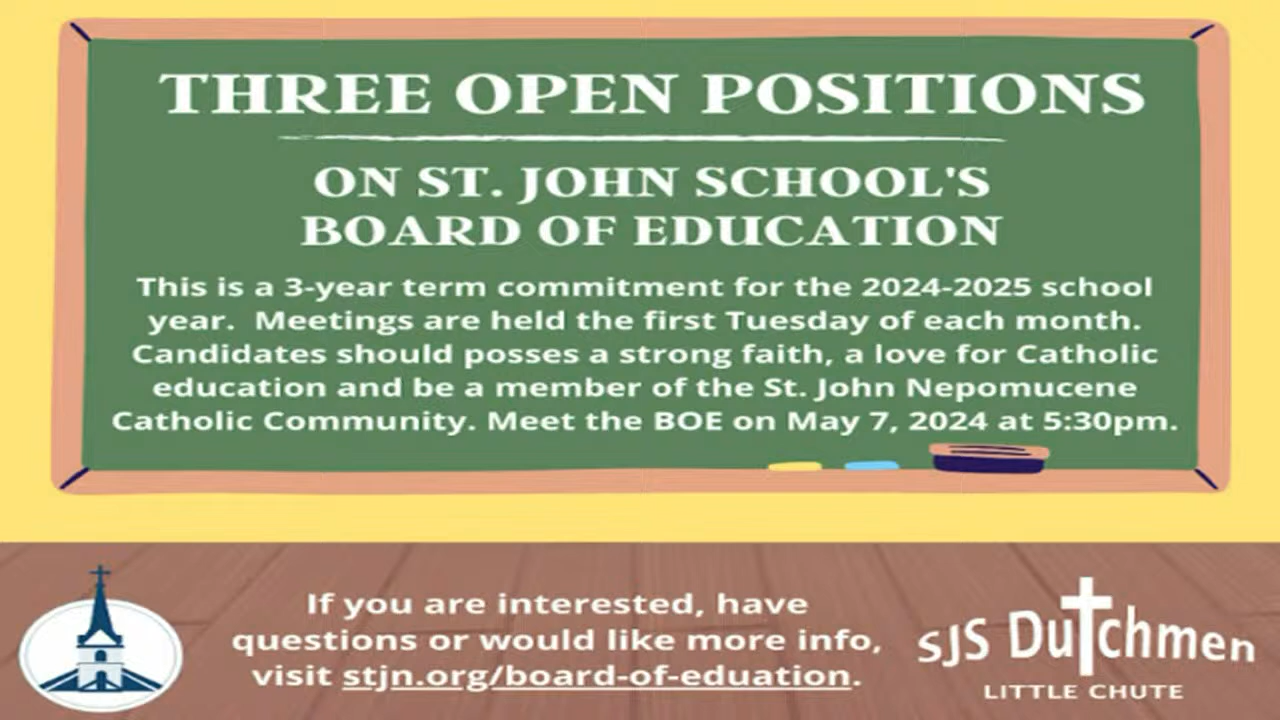 THREE OPEN POSITIONS
ON ST. JOHN SCHOOL'S
BOARD OF EDUCATION
This is a 3-year term commitment for the 2024-2025 school
year. Meetings are held the first Tuesday of each month.
Candidates should posses a strong faith, a love for Catholic
education and be a member of the St. John Nepomucene
Catholic Community. Meet the BOE on May 7, 2024 at 5:30pm.
If you are interested, have
questions or would like more info,
visit stjn.org/board-of-eduation.
SJS Dutchmen
LITTLE CHUTE